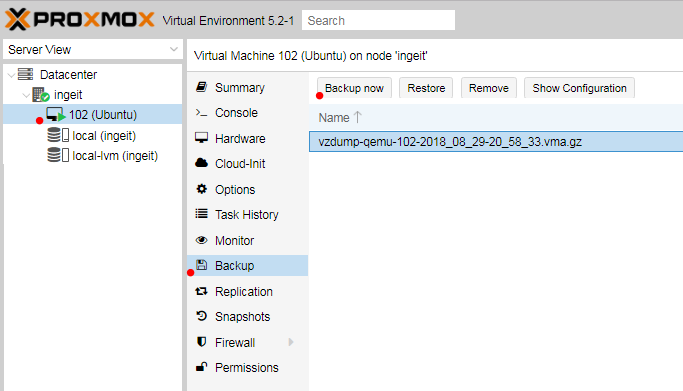 PROXMOX Virtual Environment 5.2-1 Search
Server View
Datacenter
ingeit
102 (Ubuntu)
local (ingeit)
local-lvm (ingeit)
Virtual Machine 102 (Ubuntu) on node 'ingeit'
Summary
Console
Hardware
Cloud-Init
Options
Task History
Monitor
Backup
Replication
Snapshots
Firewall
Permissions
Backup now Restore Remove Show Configuration
Name
vzdump-qemu-102-2018_08_29-20_58_33.vma.gz